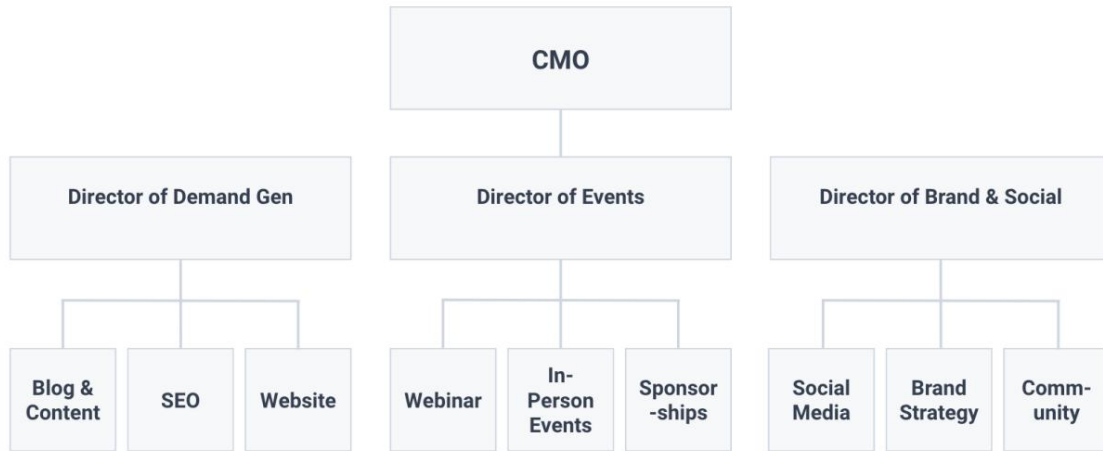 CMO
Director of Demand Gen
Director of Events
Director of Brand & Social
Blog &
Content
SEO
Website
Webinar
In-
Person
Events
Sponsor
-ships
Social
Media
Brand
Strategy
Comm-
unity